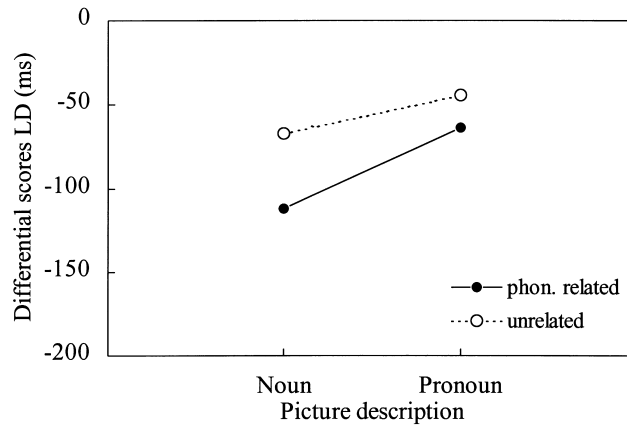 Differential scores LD (ms)
0
-50
-100
-150
-200
phon. related
unrelated
Noun
Pronoun
Picture description